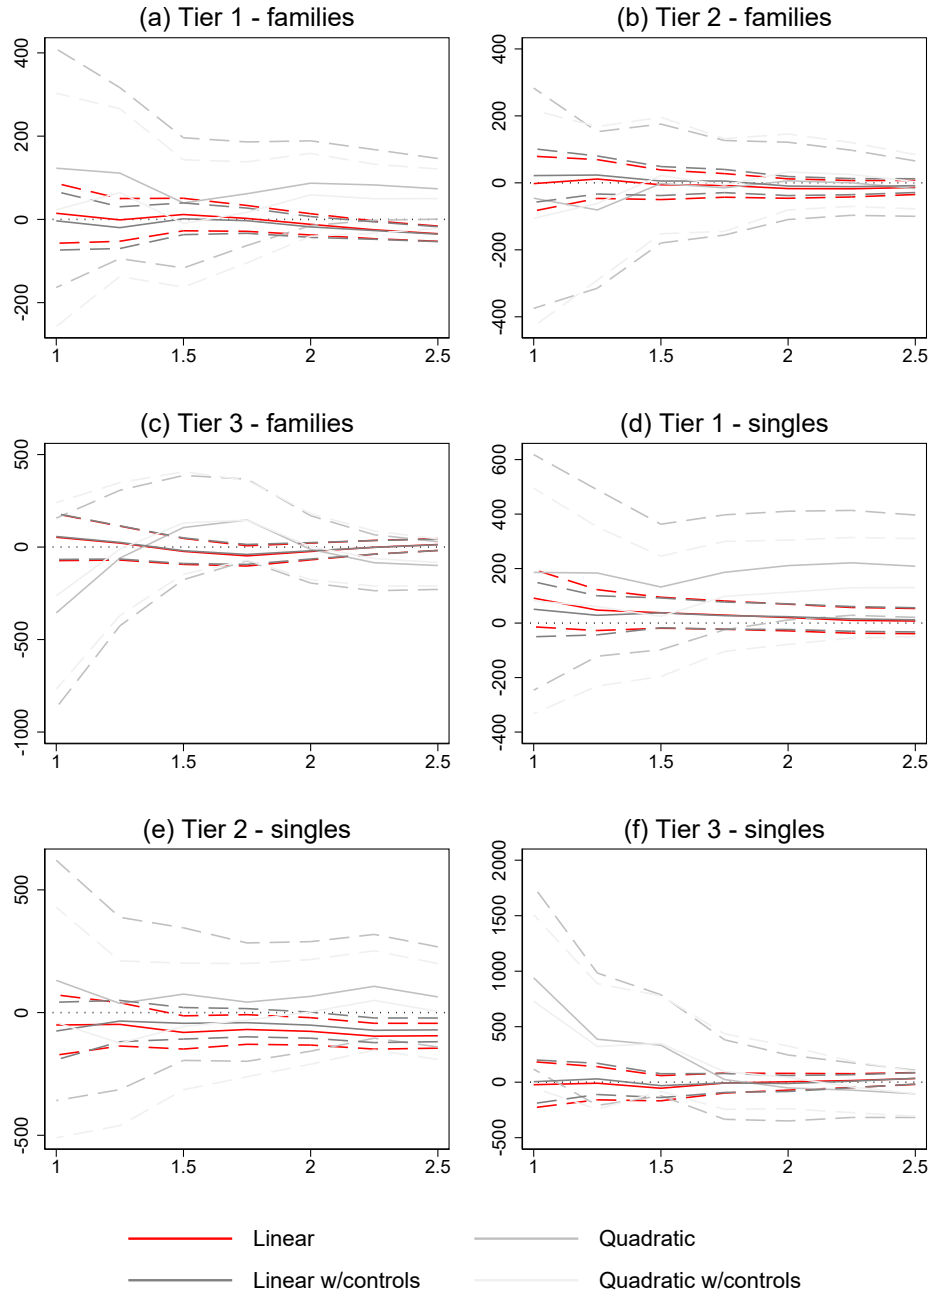 (a) Tier 1 - families
400
200
0
-200
1 1.5 2 2.5
(b) Tier 2 - families
400
200
0
-200
-400
1 1.5 2 2.5
(c) Tier 3 - families
500
0
-500
-1000
1 1.5 2 2.5
(d) Tier 1 - singles
600
400
200
0
-200
-400
1 1.5 2 2.5
(e) Tier 2 - singles
500
0
-500
1 1.5 2 2.5
(f) Tier 3 - singles
2000
1500
1000
500
0
-500
1 1.5 2 2.5
Linear Quadratic
Linear w/controls Quadratic w/controls